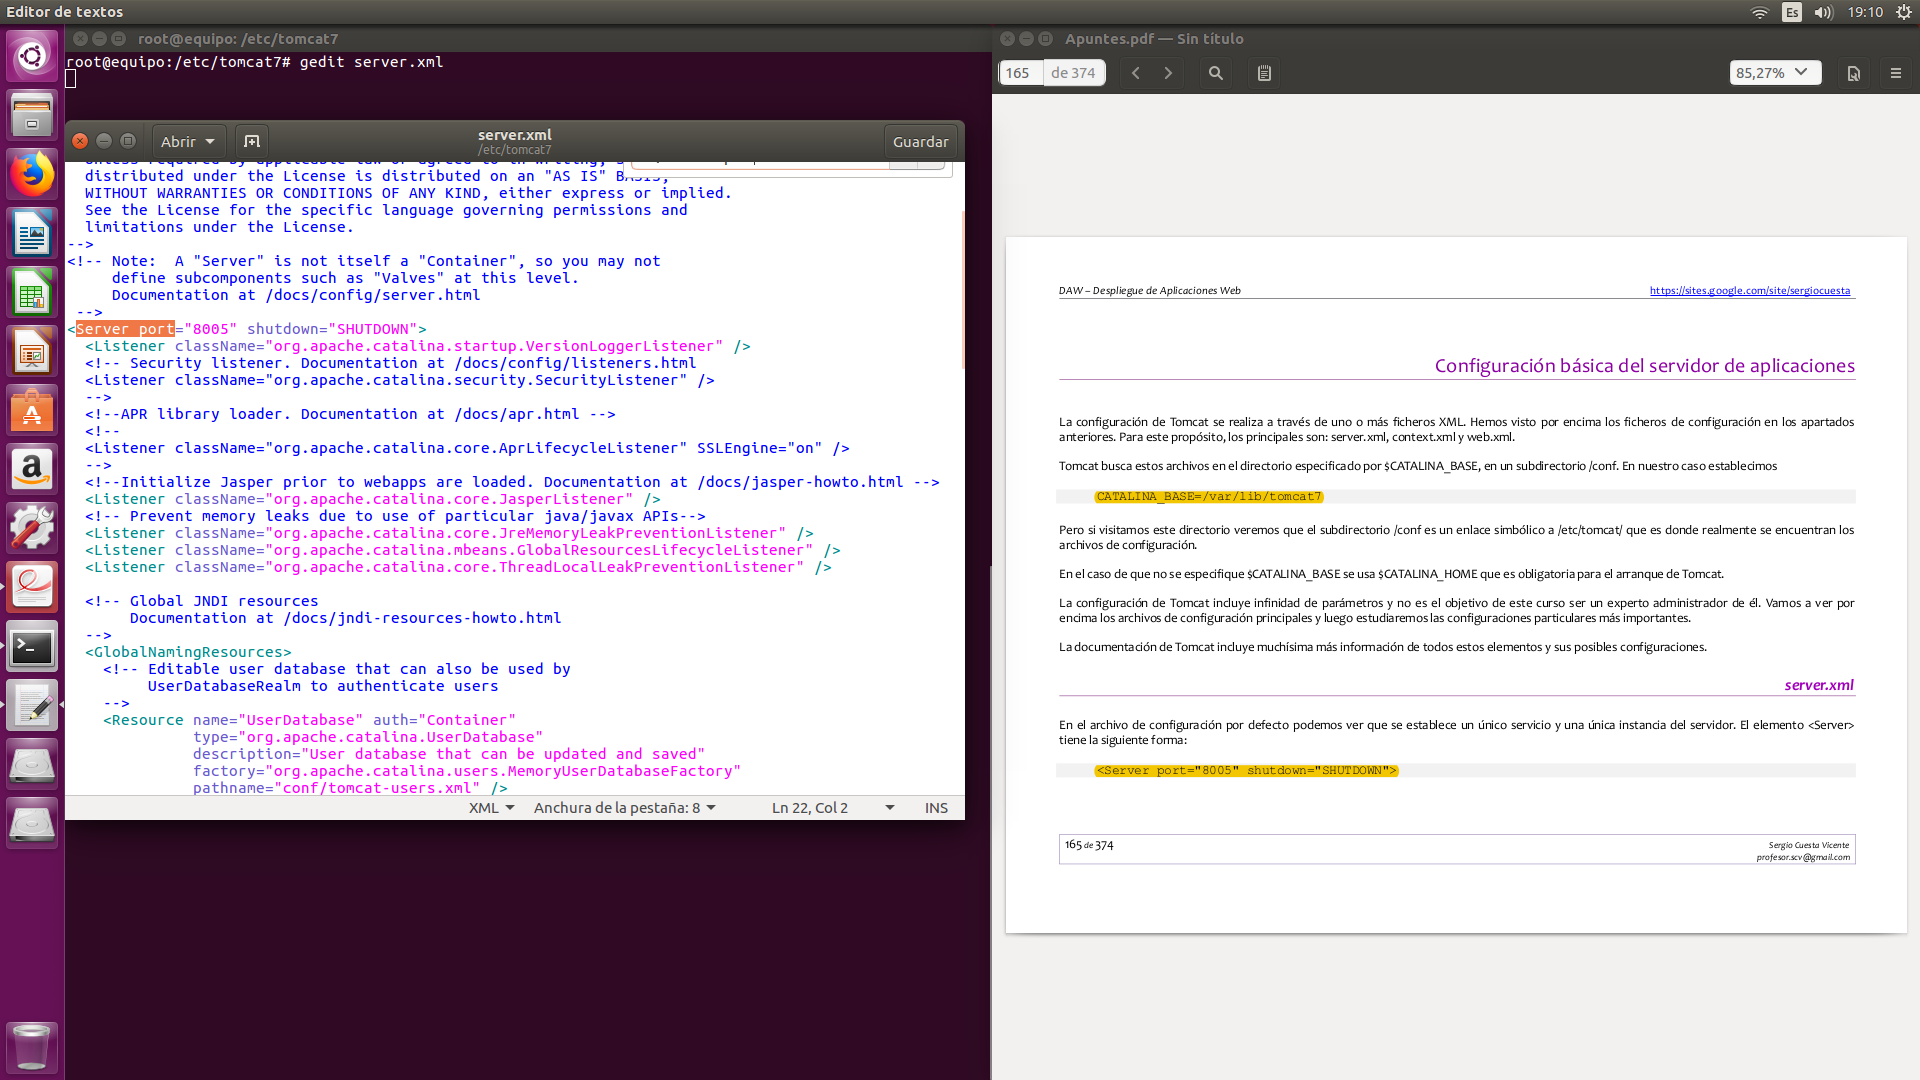 Editor de textos
Es
19:10
root@equipo: /etc/tomcat7
root@equipo:/etc/tomcat7# gedit server.xml
Abrir
server.xml
/etc/tomcat7
Guardar
distributed under the License is distributed on an "AS IS" BASIS,
WITHOUT WARRANTIES OR CONDITIONS OF ANY KIND, either express or implied.
See the License for the specific language governing permissions and
limitations under the License.
-->
<!-- Note:  A "Server" is not itself a "Container", so you may not
define subcomponents such as "Valves" at this level.
Documentation at /docs/config/server.html
-->
<Server port="8005" shutdown="SHUTDOWN">
<Listener className="org.apache.catalina.startup.VersionLoggerListener" />
<!-- Security listener. Documentation at /docs/config/listeners.html
<Listener className="org.apache.catalina.security.SecurityListener" />
-->
<!--APR library loader. Documentation at /docs/apr.html -->
<!--
<Listener className="org.apache.catalina.core.AprLifecycleListener" SSLEngine="on" />
-->
<!--Initialize Jasper prior to webapps are loaded. Documentation at /docs/jasper-howto.html -->
<Listener className="org.apache.catalina.core.JasperListener" />
<!-- Prevent memory leaks due to use of particular java/javax APIs-->
<Listener className="org.apache.catalina.core.JreMemoryLeakPreventionListener" />
<Listener className="org.apache.catalina.mbeans.GlobalResourcesLifecycleListener" />
<Listener className="org.apache.catalina.core.ThreadLocalLeakPreventionListener" />
<!-- Global JNDI resources
Documentation at /docs/jndi-resources-howto.html
-->
<GlobalNamingResources>
<!-- Editable user database that can also be used by
UserDatabaseRealm to authenticate users
-->
<Resource name="UserDatabase" auth="Container"
type="org.apache.catalina.UserDatabase"
description="User database that can be updated and saved"
factory="org.apache.catalina.users.MemoryUserDatabaseFactory"
pathname="conf/tomcat-users.xml" />
XML
Anchura de la pestaña: 8
Ln 22, Col 2
INS
Apuntes.pdf — Sin título
165 de 374
85,27%
DAW – Despliegue de Aplicaciones Web
https://sites.google.com/site/sergiocuesta
Configuración básica del servidor de aplicaciones
La configuración de Tomcat se realiza a través de uno o más ficheros XML. Hemos visto por encima los ficheros de configuración en los apartados
anteriores. Para este propósito, los principales son: server.xml, context.xml y web.xml.
Tomcat busca estos archivos en el directorio especificado por $CATALINA_BASE, en un subdirectorio /conf. En nuestro caso establecimos
CATALINA_BASE=/var/lib/tomcat7
Pero si visitamos este directorio veremos que el subdirectorio /conf es un enlace simbólico a /etc/tomcat/ que es donde realmente se encuentran los
archivos de configuración.
En el caso de que no se especifique $CATALINA_BASE se usa $CATALINA_HOME que es obligatoria para el arranque de Tomcat.
La configuración de Tomcat incluye infinidad de parámetros y no es el objetivo de este curso ser un experto administrador de él. Vamos a ver por
encima los archivos de configuración principales y luego estudiaremos las configuraciones particulares más importantes.
La documentación de Tomcat incluye muchísima más información de todos estos elementos y sus posibles configuraciones.
server.xml
En el archivo de configuración por defecto podemos ver que se establece un único servicio y una única instancia del servidor. El elemento <Server>
tiene la siguiente forma:
<Server port="8005" shutdown="SHUTDOWN">
165 de 374
Sergio Cuesta Vicente
profesor.scv@gmail.com